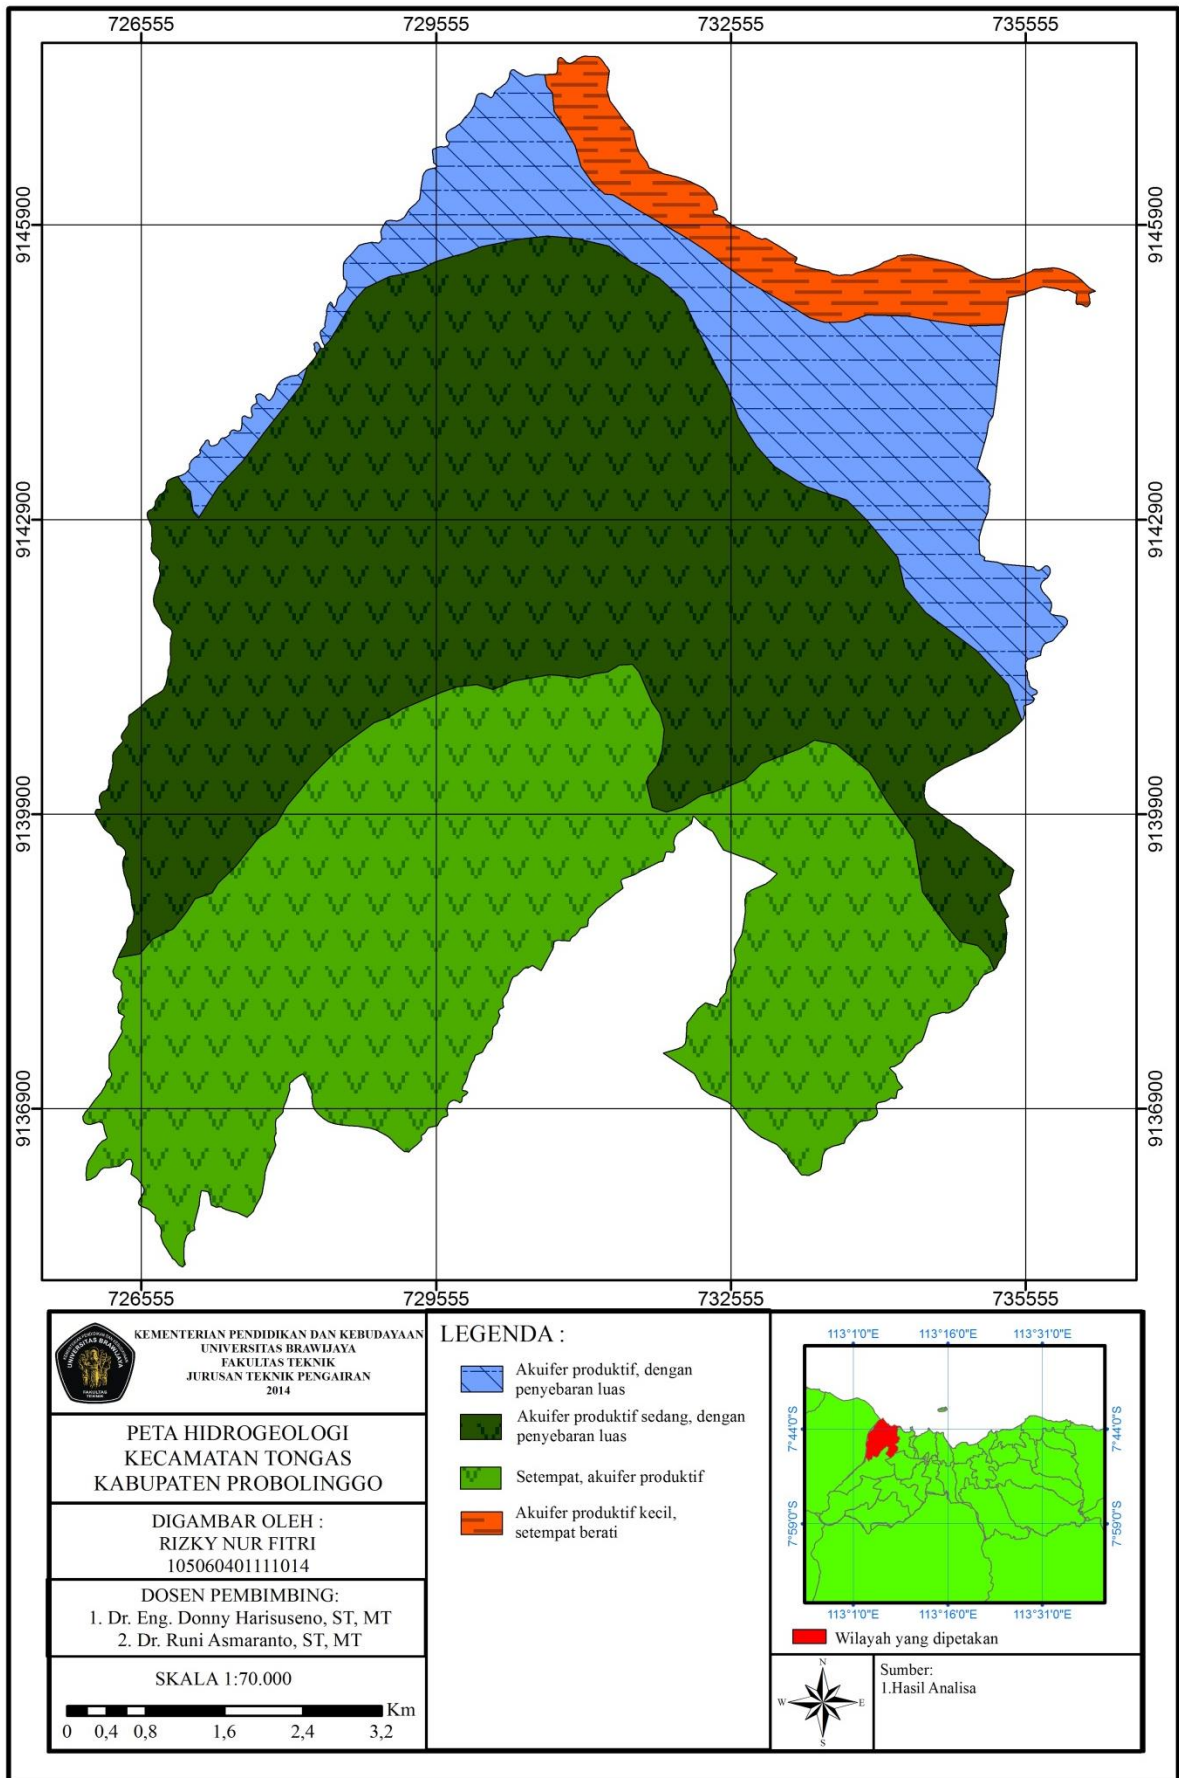 726555 729555 732555 735555
9145900 9145900
9142900 9142900
9139900 9139900
9136900 9136900
726555 729555 732555 735555
UNIVERSITAS BRAWIJAYA
FAKULTAS
TEKNIK
KEMENTERIAN PENDIDIKAN DAN KEBUDAYAAN
UNIVERSITAS BRAWIJAYA
FAKULTAS TEKNIK
JURUSAN TEKNIK PENGAIRAN
2014
PETA HIDROGEOLOGI
KECAMATAN TONGAS
KABUPATEN PROBOLINGGO
DIGAMBAR OLEH :
RIZKY NUR FITRI
105060401111014
DOSEN PEMBIMBING:
1. Dr. Eng. Donny Harisuseno, ST, MT
2. Dr. Runi Asmaranto, ST, MT
SKALA 1:70.000
Km
0 0,4 0,8 1,6 2,4 3,2
LEGENDA :
Akuifer produktif, dengan
penyebaran luas
Akuifer produktif sedang, dengan
penyebaran luas
Setempat, akuifer produktif
Akuifer produktif kecil,
setempat berati
113°1'0"E 113°16'0"E 113°31'0"E
7°44'0"S 7°44'0"S
7°59'0"S 7°59'0"S
113°1'0"E 113°16'0"E 113°31'0"E
Wilayah yang dipetakan
N
W E
S
Sumber:
1.Hasil Analisa